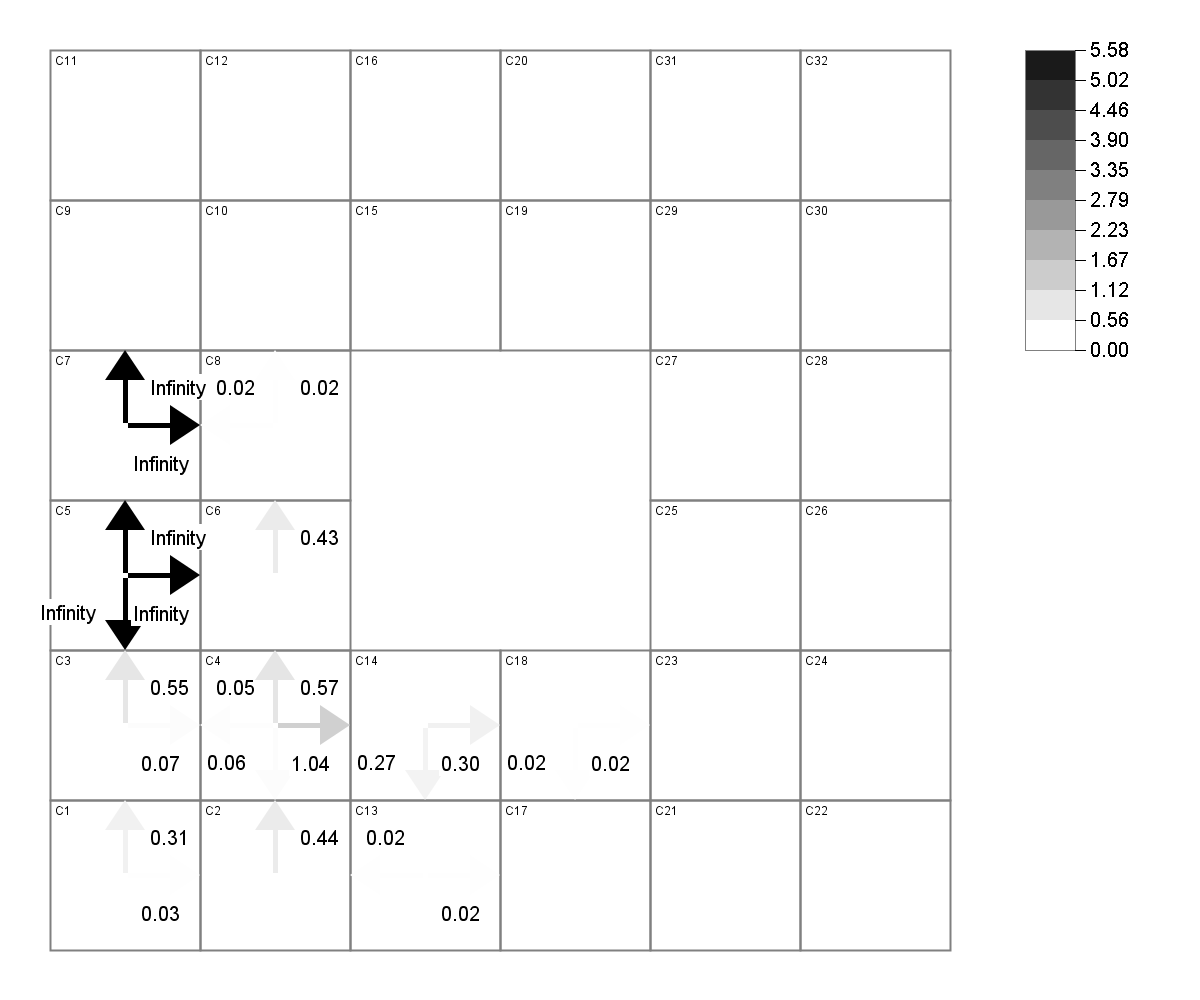 C11 C12 C16 C20 C31 C32
5.58
5.02
4.46
3.90
3.35
2.79
2.23
1.67
1.12
0.56
0.00
C9 C10 C15 C19 C29 C30
C7 C8 C27 C28
Infinity 0.02 0.02
Infinity
C5 C6 C25 C26
Infinity 0.43
Infinity Infinity
C3 C4 C14 C18 C23 C24
0.55 0.05 0.57
0.07 0.06 1.04 0.27 0.30 0.02 0.02
C1 C2 C13 C17 C21 C22
0.31 0.44 0.02
0.03 0.02